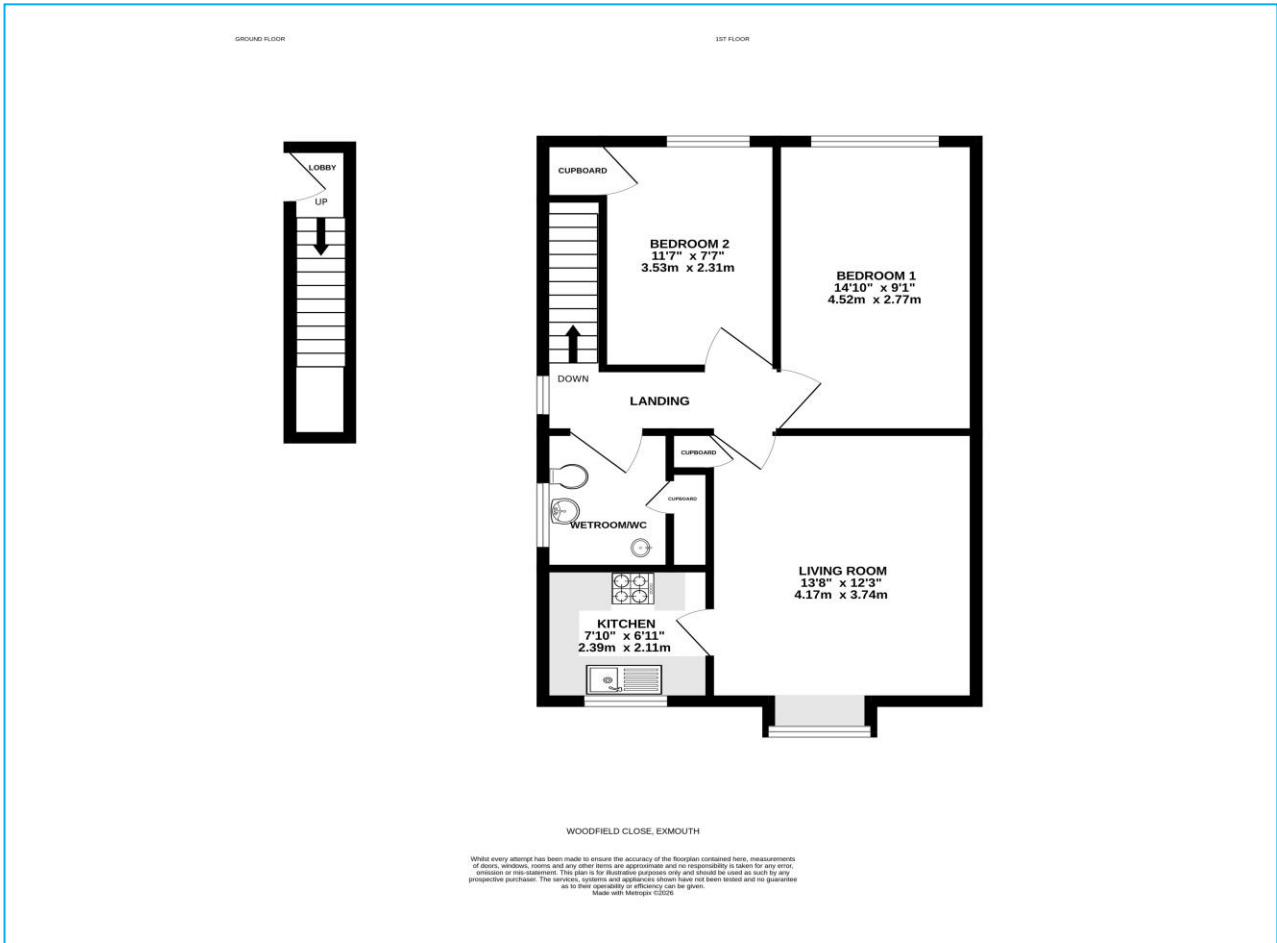 GROUND FLOOR
1ST FLOOR
LOBBY
UP
CUPBOARD
BEDROOM 2
11'7" x 7'7"
3.53m x 2.31m
BEDROOM 1
14'10" x 9'1"
4.52m x 2.77m
DOWN
LANDING
CUPBOARD
CUPBOARD
WETROOM/WC
LIVING ROOM
13'8" x 12'3"
4.17m x 3.74m
KITCHEN
7'10" x 6'11"
2.39m x 2.11m
WOODFIELD CLOSE, EXMOUTH
Whilst every attempt has been made to ensure the accuracy of the floorplan contained here, measurements
of doors, windows, rooms and any other items are approximate and no responsibility is taken for any error,
omission or mis-statement. This plan is for illustrative purposes only and should be used as such by any
prospective purchaser. The services, systems and appliances shown have not been tested and no guarantee
as to their operability or efficiency can be given.
Made with Metropix ©2026